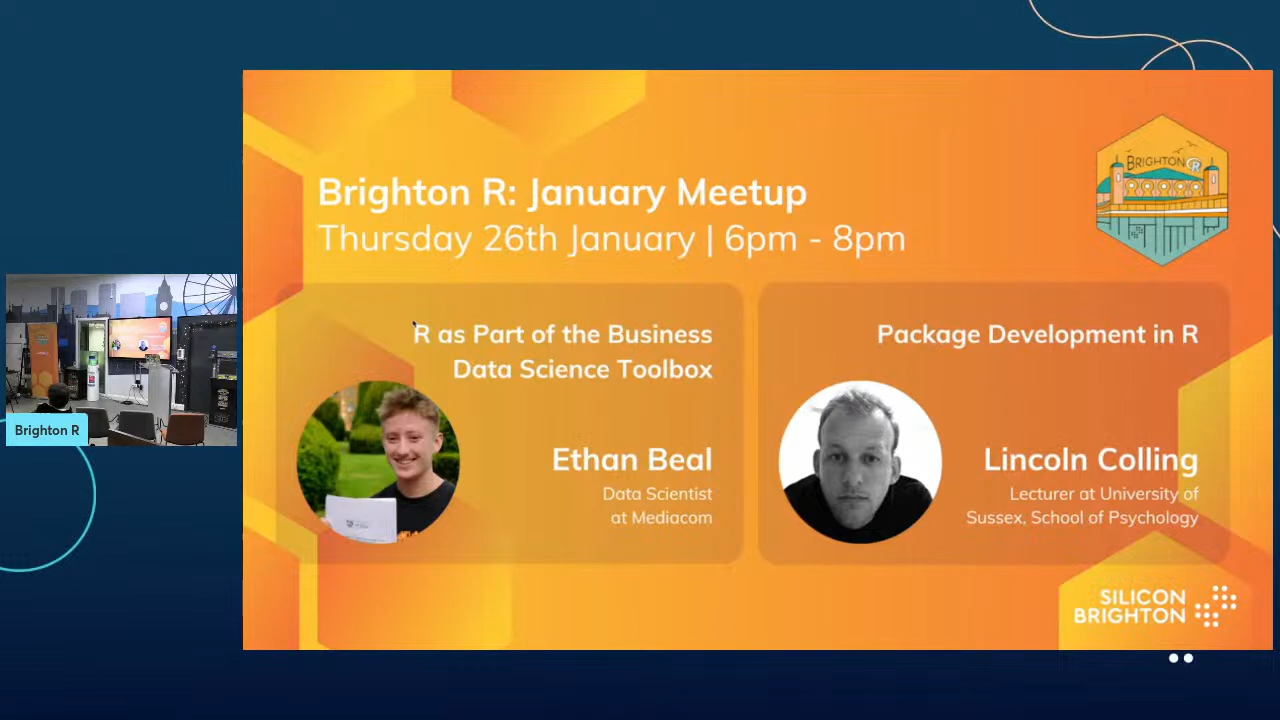 Brighton R: January Meetup
Thursday 26th January | 6pm - 8pm
BRIGHTON R
R as Part of the Business
Data Science Toolbox
Ethan Beal
Data Scientist
at Mediacom
Package Development in R
Lincoln Colling
Lecturer at University of
Sussex, School of Psychology
SILICON
BRIGHTON
Brighton R